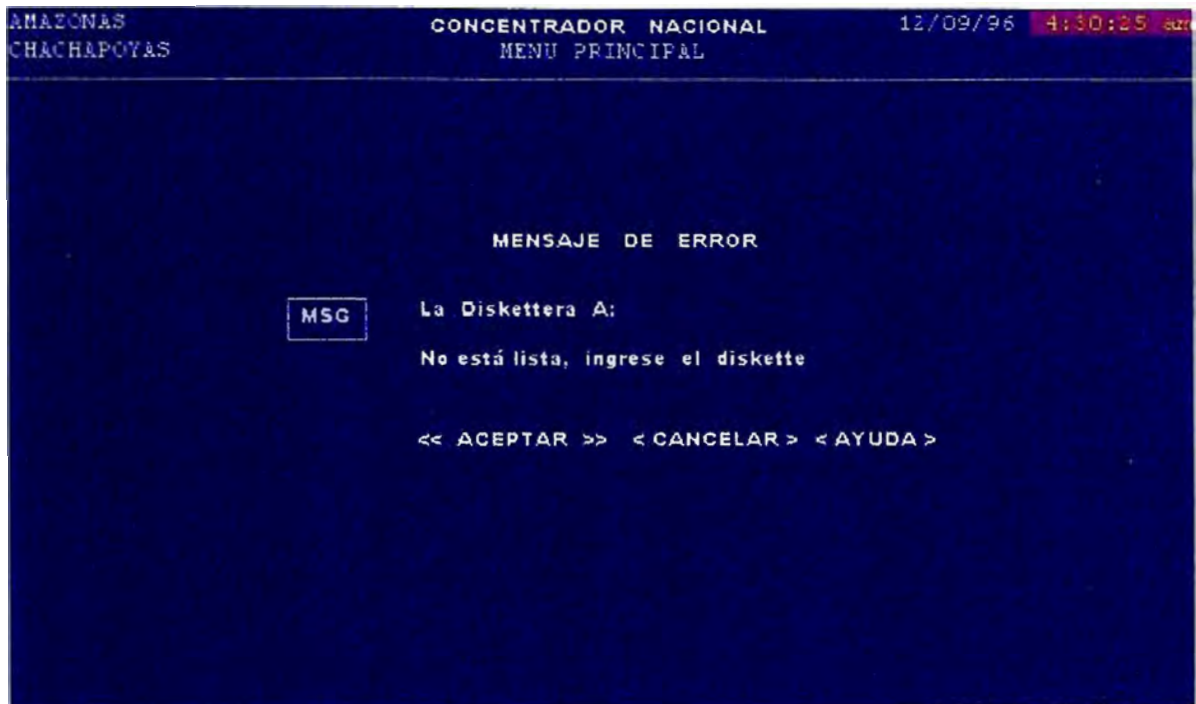 AMAZONAS CONCENTRADOR NACIONAL 12/09/96 4:30:25 am
CHACHAPOYAS MENU PRINCIPAL
MENSAJE DE ERROR
MSG La Diskettera A:
No está lista, ingrese el diskette
<< ACEPTAR >> < CANCELAR > < AYUDA >